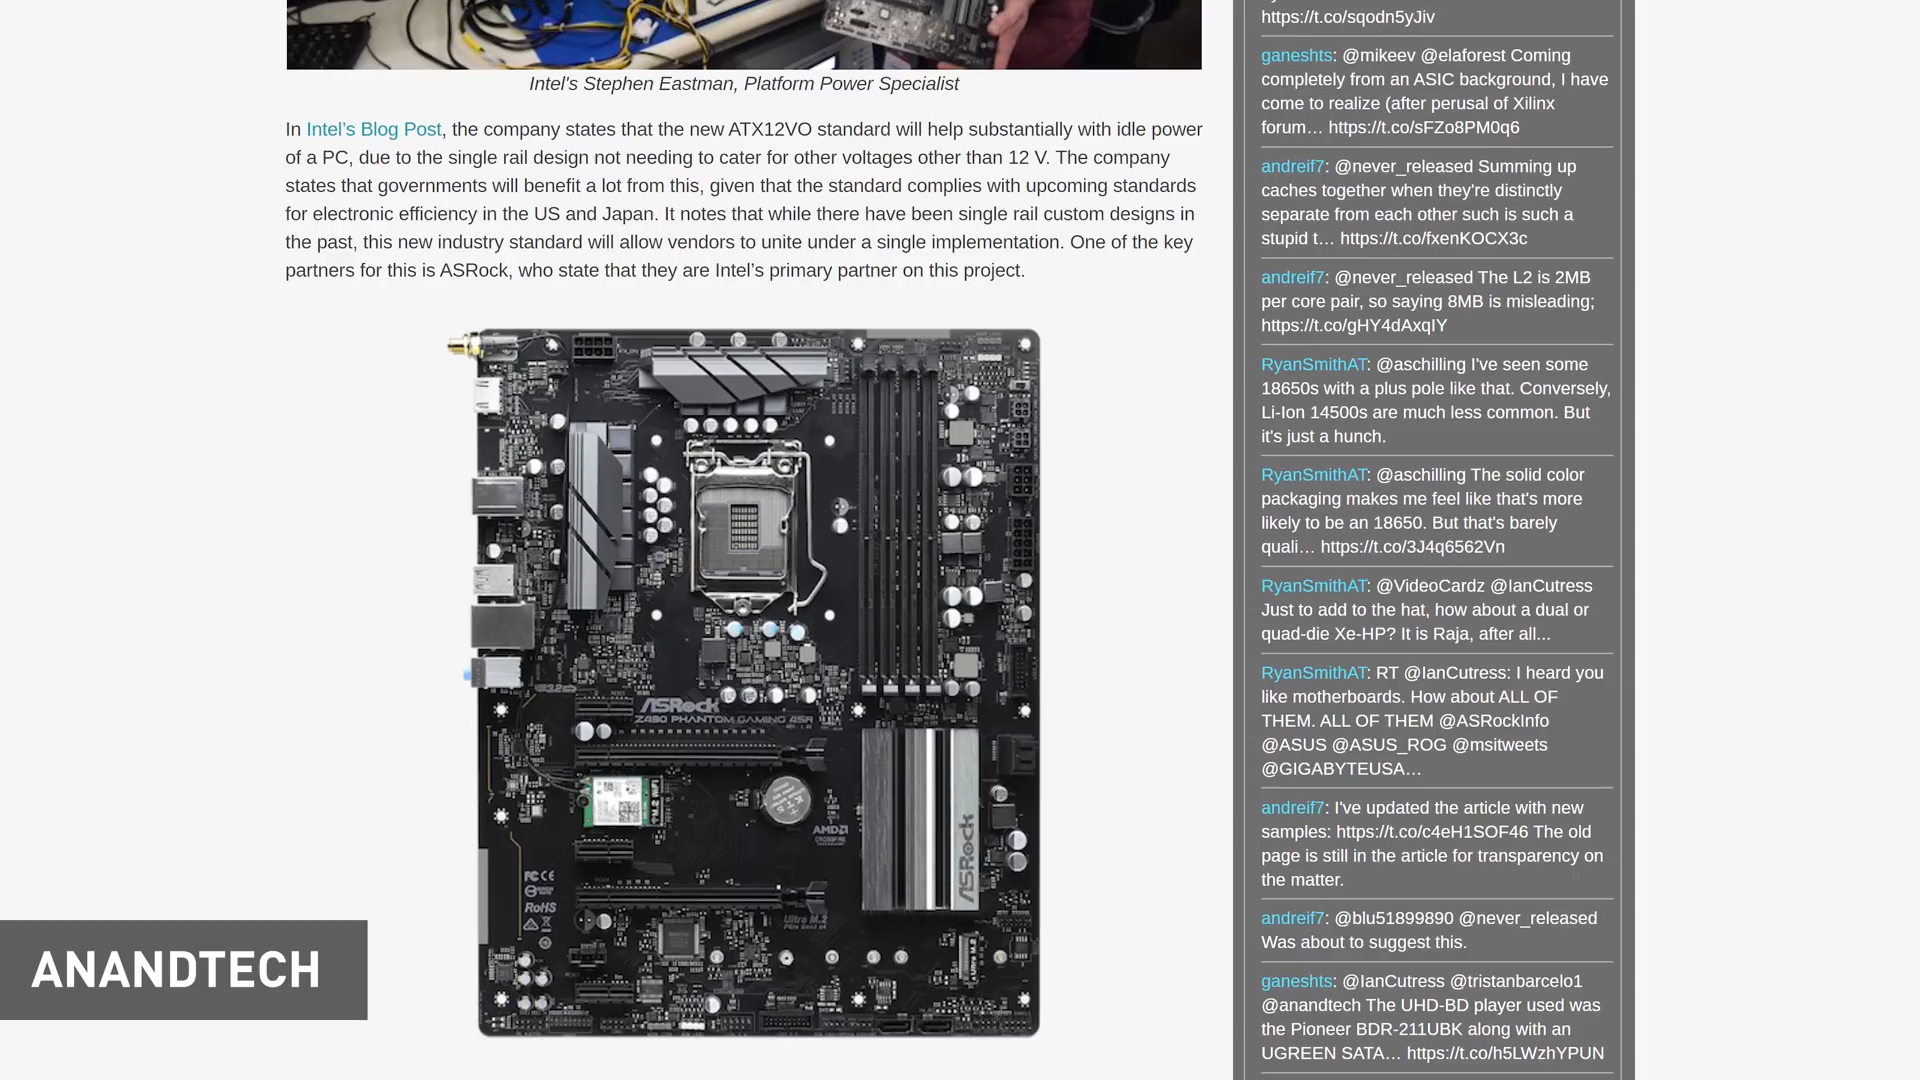 Intel's Stephen Eastman, Platform Power Specialist
In Intel’s Blog Post, the company states that the new ATX12VO standard will help substantially with idle power
of a PC, due to the single rail design not needing to cater for other voltages other than 12 V. The company
states that governments will benefit a lot from this, given that the standard complies with upcoming standards
for electronic efficiency in the US and Japan. It notes that while there have been single rail custom designs in
the past, this new industry standard will allow vendors to unite under a single implementation. One of the key
partners for this is ASRock, who state that they are Intel’s primary partner on this project.
ASRock
Z490 PHANTOM GAMING 4SR
AMD
CROSSFIRE
ASRock
FC CE
RoHS
Ultra M.2
ANANDTECH
https://t.co/sqodn5yJiv
ganeshts: @mikeev @elaforest Coming
completely from an ASIC background, I have
come to realize (after perusal of Xilinx
forum… https://t.co/sFZo8PM0q6
andreif7: @never_released Summing up
caches together when they're distinctly
separate from each other such is such a
stupid t… https://t.co/fxenKOCX3c
andreif7: @never_released The L2 is 2MB
per core pair, so saying 8MB is misleading;
https://t.co/gHY4dAxqIY
RyanSmithAT: @aschilling I've seen some
18650s with a plus pole like that. Conversely,
Li-Ion 14500s are much less common. But
it's just a hunch.
RyanSmithAT: @aschilling The solid color
packaging makes me feel like that's more
likely to be an 18650. But that's barely
quali… https://t.co/3J4q6562Vn
RyanSmithAT: @VideoCardz @IanCutress
Just to add to the hat, how about a dual or
quad-die Xe-HP? It is Raja, after all...
RyanSmithAT: RT @IanCutress: I heard you
like motherboards. How about ALL OF
THEM. ALL OF THEM @ASRockInfo
@ASUS @ASUS_ROG @msitweets
@GIGABYTEUSA…
andreif7: I've updated the article with new
samples: https://t.co/c4eH1SOF46 The old
page is still in the article for transparency on
the matter.
andreif7: @blu51899890 @never_released
Was about to suggest this.
ganeshts: @IanCutress @tristanbarcelo1
@anandtech The UHD-BD player used was
the Pioneer BDR-211UBK along with an
UGREEN SATA… https://t.co/h5LWzhYPUN